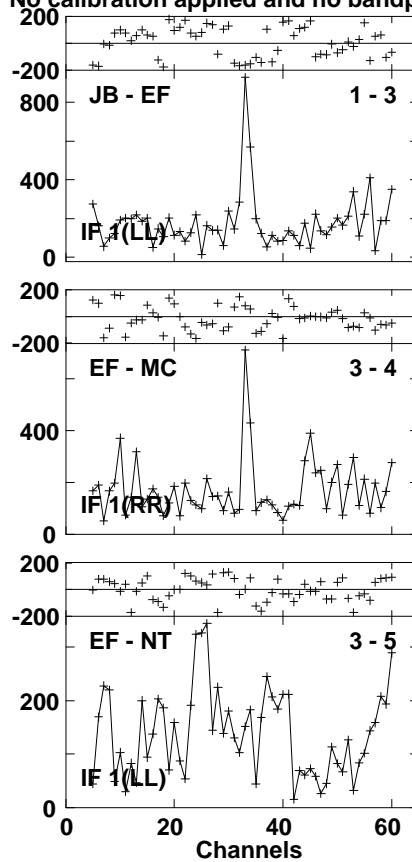 No calibration applied and no bandp
200
-200
JB - EF 1 - 3
800
400
IF 1(LL)
0
200
-200
EF - MC 3 - 4
400
IF 1(RR)
0
200
-200
EF - NT 3 - 5
200
IF 1(LL)
0
0 20 40 60
Channels